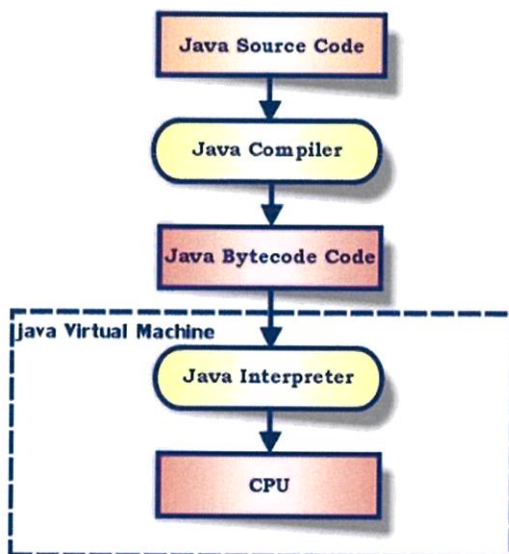 Java Source Code
Java Compiler
Java Bytecode Code
java Virtual Machine
Java Interpreter
CPU